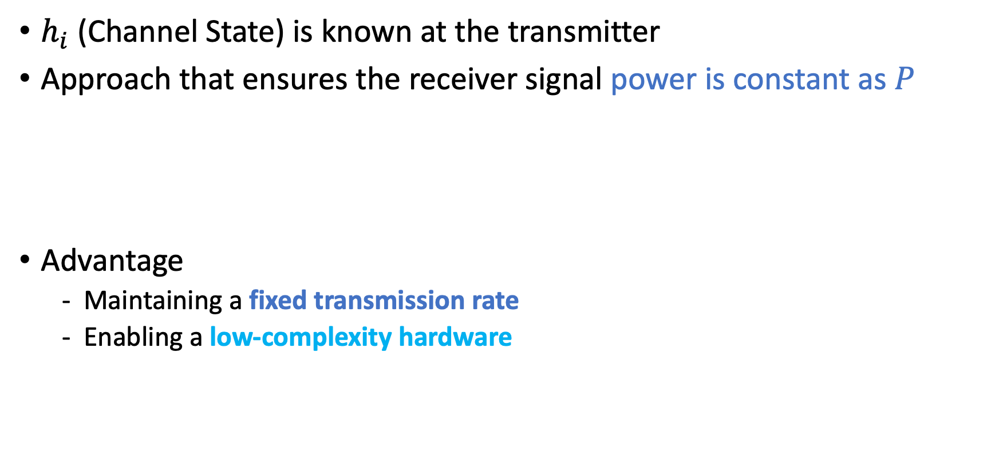 • hᵢ (Channel State) is known at the transmitter
• Approach that ensures the receiver signal power is constant as P
• Advantage
- Maintaining a fixed transmission rate
- Enabling a low-complexity hardware